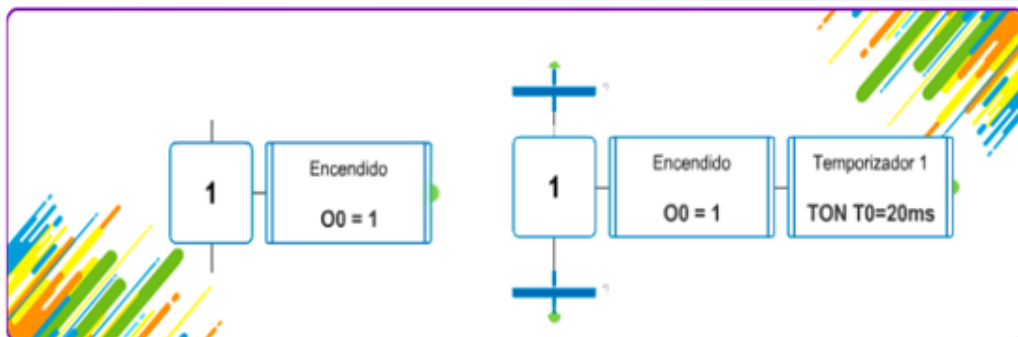 1
Encendido
O0 = 1
?
1
Encendido
O0 = 1
Temporizador 1
TON T0=20ms
?